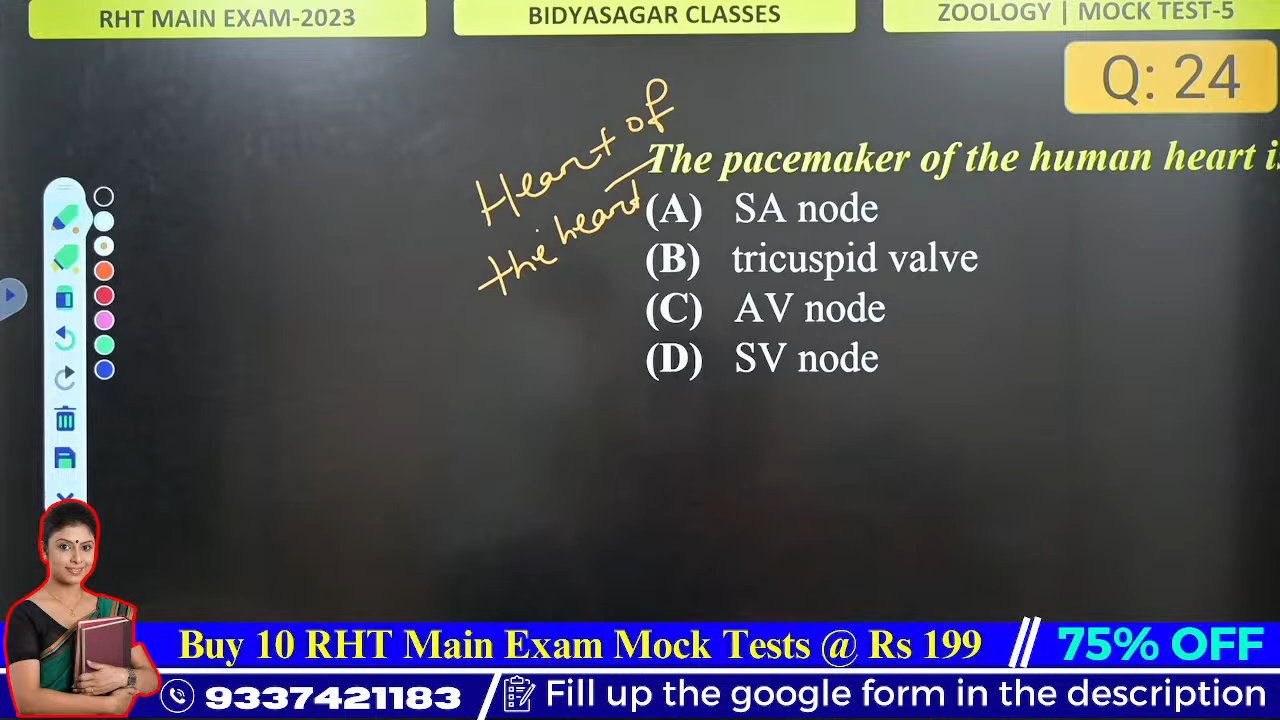 RHT MAIN EXAM-2023
BIDYASAGAR CLASSES
ZOOLOGY | MOCK TEST-5
Q: 24
Heart of
the heart
The pacemaker of the human heart is
(A) SA node
(B) tricuspid valve
(C) AV node
(D) SV node
Buy 10 RHT Main Exam Mock Tests @ Rs 199 // 75% OFF
9337421183 / Fill up the google form in the description